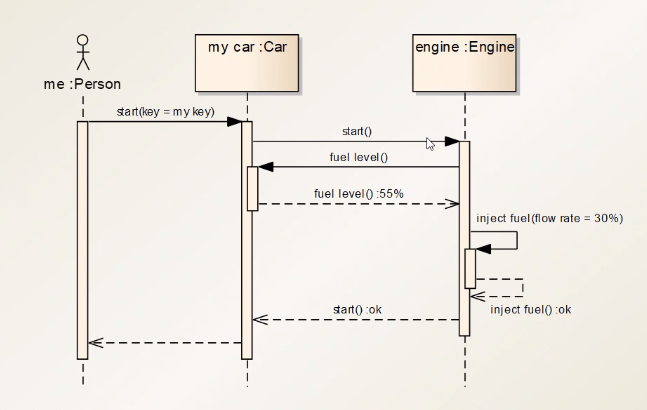 my car :Car
engine :Engine
me :Person
start(key = my key)
start()
fuel level()
fuel level() :55%
inject fuel(flow rate = 30%)
start() :ok
inject fuel() :ok